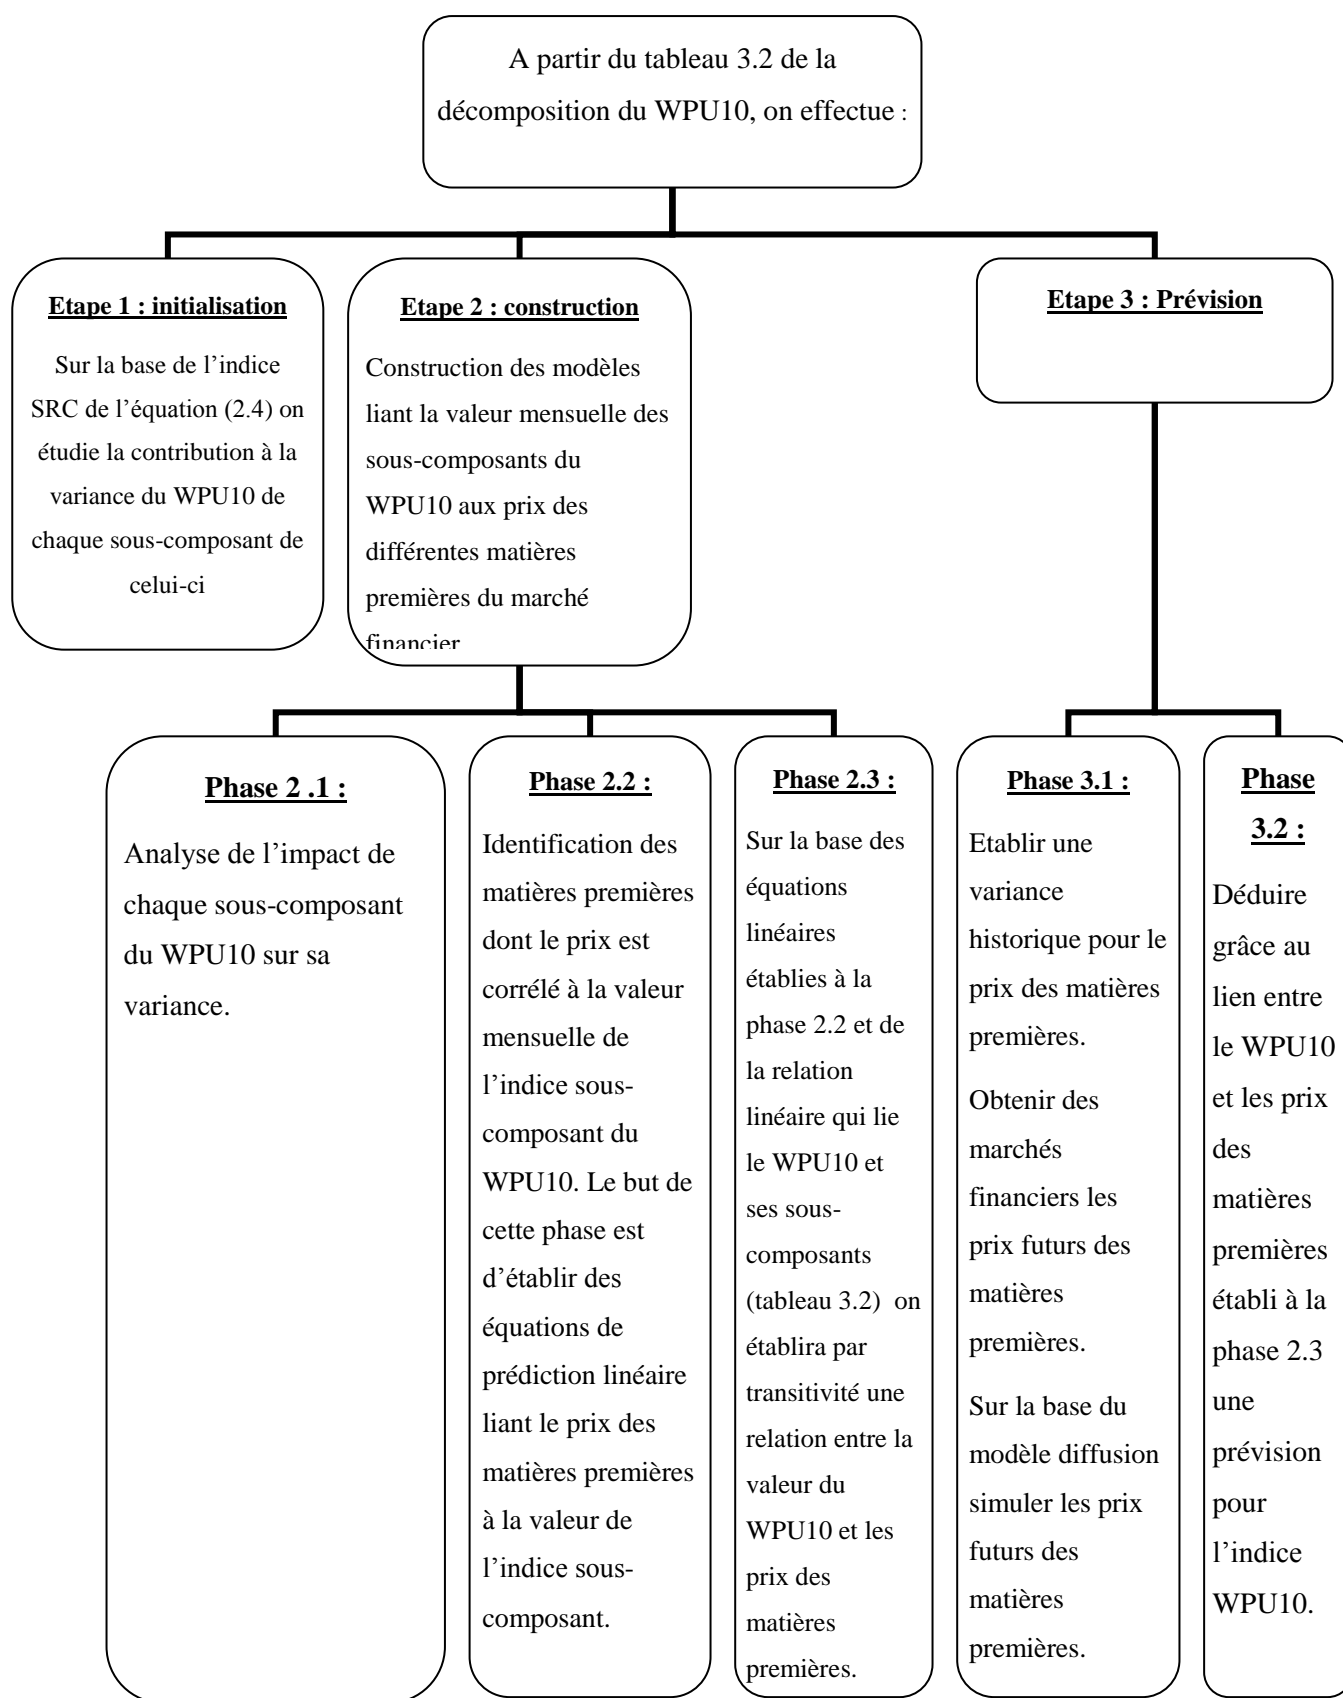 A partir du tableau 3.2 de la
décomposition du WPU10, on effectue :
Etape 1 : initialisation
Sur la base de l’indice
SRC de l’équation (2.4) on
étudie la contribution à la
variance du WPU10 de
chaque sous-composant de
celui-ci
Etape 2 : construction
Construction des modèles
liant la valeur mensuelle des
sous-composants du
WPU10 aux prix des
différentes matières
premières du marché
financier
Etape 3 : Prévision
Phase 2 .1 :
Analyse de l’impact de
chaque sous-composant
du WPU10 sur sa
variance.
Phase 2.2 :
Identification des
matières premières
dont le prix est
corrélé à la valeur
mensuelle de
l’indice sous-
composant du
WPU10. Le but de
cette phase est
d’établir des
équations de
prédiction linéaire
liant le prix des
matières premières
à la valeur de
l’indice sous-
composant.
Phase 2.3 :
Sur la base des
équations
linéaires
établies à la
phase 2.2 et de
la relation
linéaire qui lie
le WPU10 et
ses sous-
composants
(tableau 3.2) on
établira par
transitivité une
relation entre la
valeur du
WPU10 et les
prix des
matières
premières.
Phase 3.1 :
Etablir une
variance
historique pour le
prix des matières
premières.
Obtenir des
marchés
financiers les
prix futurs des
matières
premières.
Sur la base du
modèle diffusion
simuler les prix
futurs des
matières
premières.
Phase
3.2 :
Déduire
grâce au
lien entre
le WPU10
et les prix
des
matières
premières
établi à la
phase 2.3
une
prévision
pour
l’indice
WPU10.